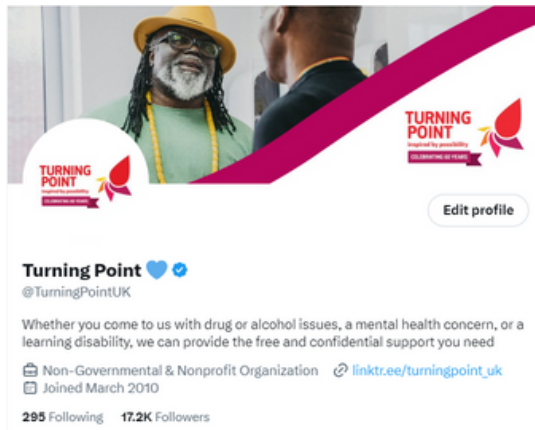 TURNING
POINT
inspired by possibility
CELEBRATING 60 YEARS
TURNING
POINT
inspired by possibility
CELEBRATING 60 YEARS
Edit profile
Turning Point 💙
@TurningPointUK
Whether you come to us with drug or alcohol issues, a mental health concern, or a
learning disability, we can provide the free and confidential support you need
Non-Governmental & Nonprofit Organization linktr.ee/turningpoint_uk
Joined March 2010
295 Following 17.2K Followers